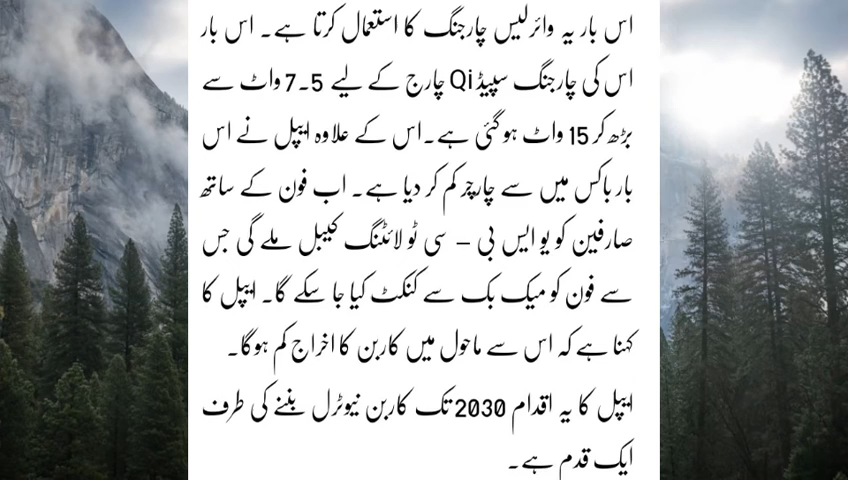 اس بار یہ وائرلیس چارجنگ کا استعمال کرتا ہے۔ اس بار
اس کی چارجنگ سپیڈ Qi چارج کے لیے 7.5 واٹ سے
بڑھ کر 15 واٹ ہو گئی ہے۔ اس کے علاوہ ایپل نے اس
بار باکس میں سے چارجر کم کر دیا ہے۔ اب فون کے ساتھ
صارفین کو یو ایس بی – سی ٹو لائٹنگ کیبل ملے گی جس
سے فون کو میک بک سے کنکٹ کیا جا سکے گا۔ ایپل کا
کہنا ہے کہ اس سے ماحول میں کاربن کا اخراج کم ہوگا۔
ایپل کا یہ اقدام 2030 تک کاربن نیوٹرل بننے کی طرف
ایک قدم ہے۔